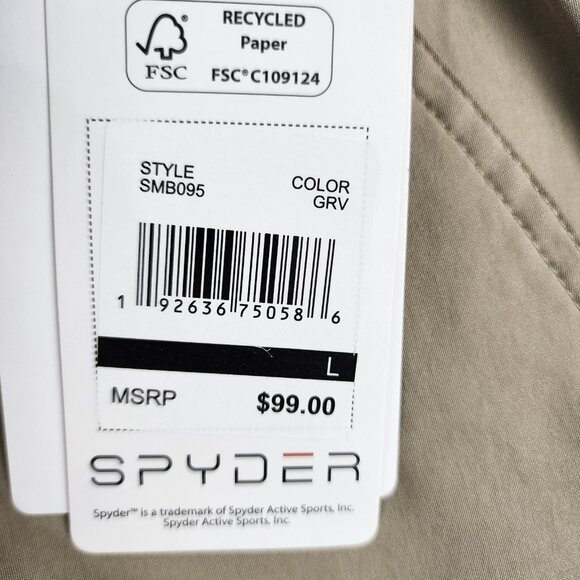 RECYCLED
Paper
FSC
FSC® C109124
STYLE
SMB095
COLOR
GRV
1 92636 75058 6
L
MSRP $99.00
SPYDER
Spyder™ is a trademark of Spyder Active Sports, Inc.
Spyder Active Sports, Inc.